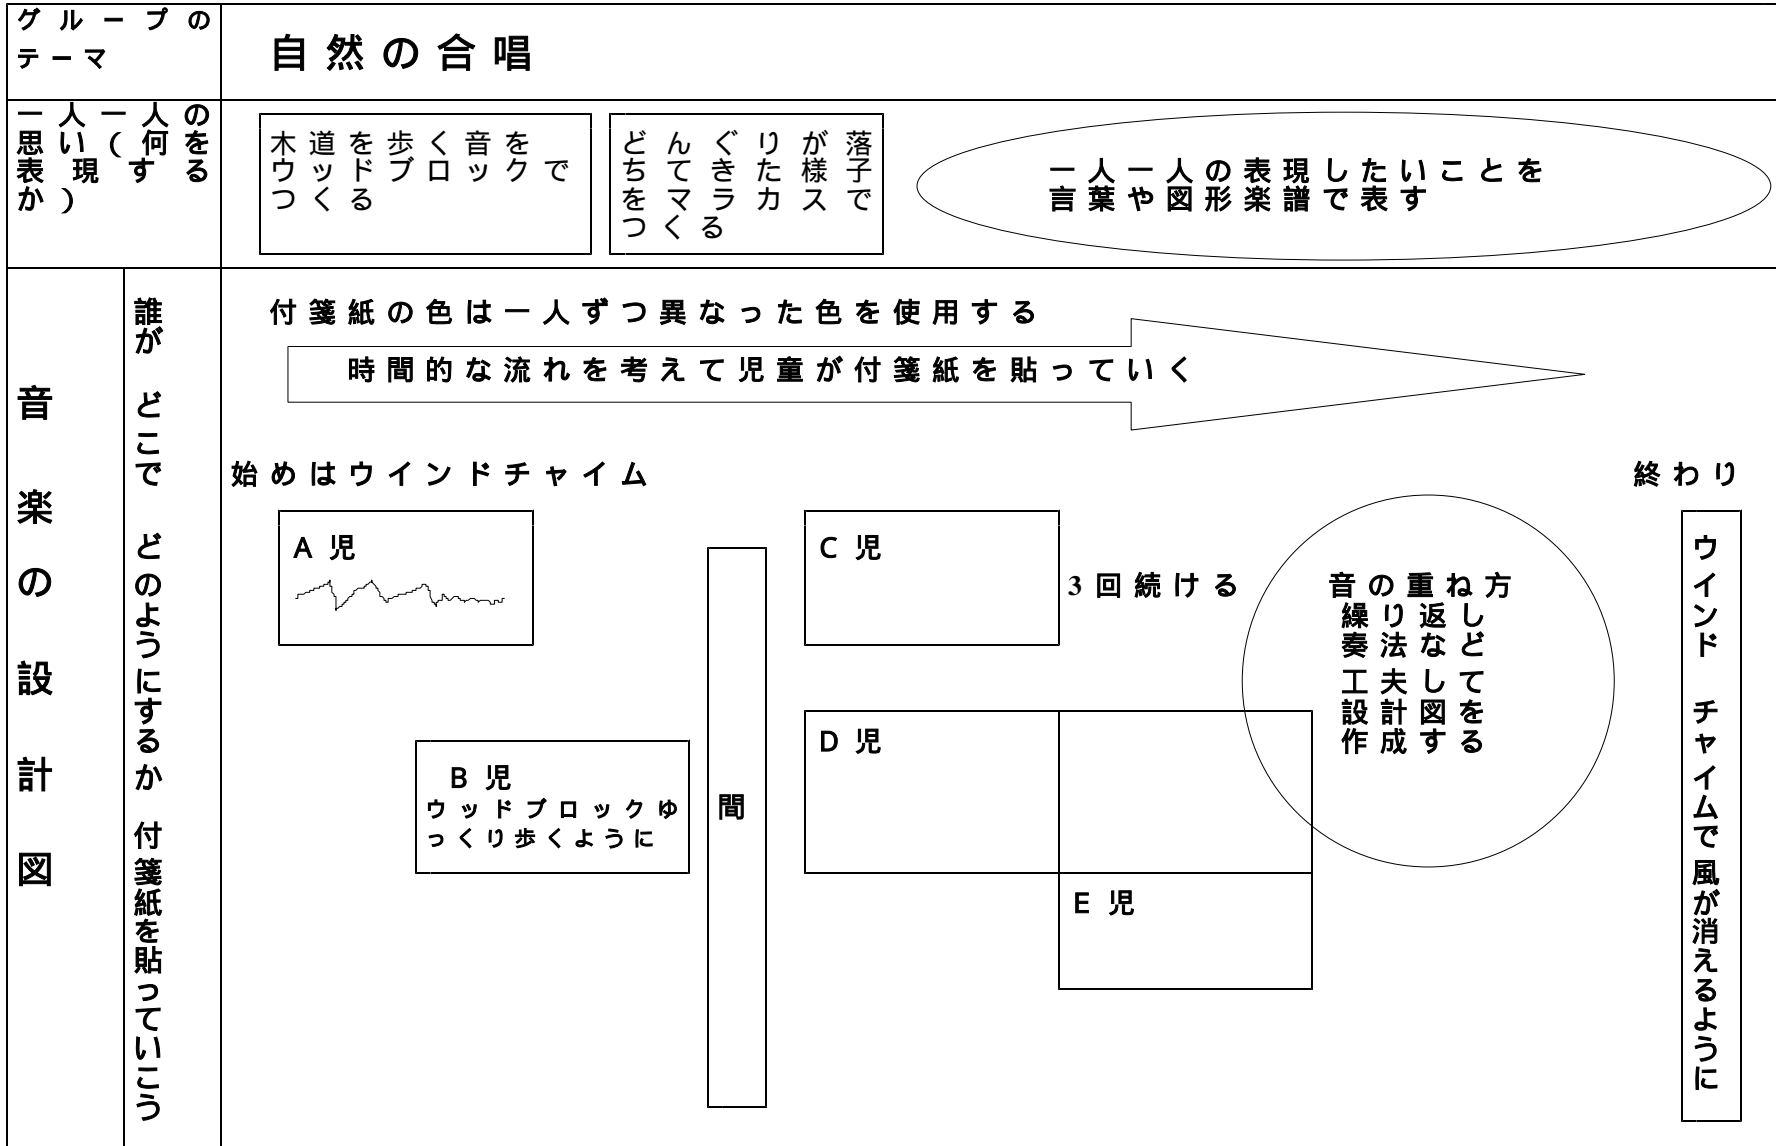 グループの
テーマ
自然の合唱
一人一人の
思い(何を
表現する
か)
木道を歩く音を
ウッドブロックで
つくる
どんぐりが落
ちてきた様子
をマラカスで
つくる
一人一人の表現したいことを
言葉や図形楽譜で表す
音楽の設計図
誰が どこで どのようにするか 付箋紙を貼っていこう
付箋紙の色は一人ずつ異なった色を使用する
時間的な流れを考えて児童が付箋紙を貼っていく
始めはウインドチャイム
終わり
A児
B児
ウッドブロックゆ
っくり歩くように
間
C児
3回続ける
D児
E児
音の重ね方
繰り返し
奏法など
工夫して
設計図を
作成する
ウインド チャイムで風が消えるように